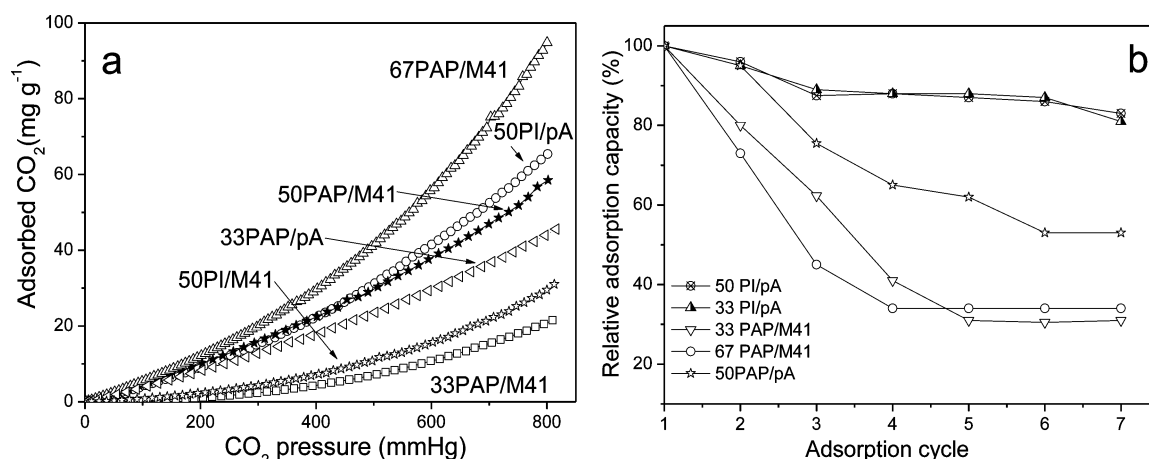 a
Adsorbed CO2(mg g-1)
100
80
60
40
20
0
67PAP/M41
50PI/pA
50PAP/M41
33PAP/pA
50PI/M41
33PAP/M41
0 200 400 600 800
CO2 pressure (mmHg)
b
Relative adsorption capacity (%)
100
80
60
40
20
50 PI/pA
33 PI/pA
33 PAP/M41
67 PAP/M41
50PAP/pA
1 2 3 4 5 6 7
Adsorption cycle